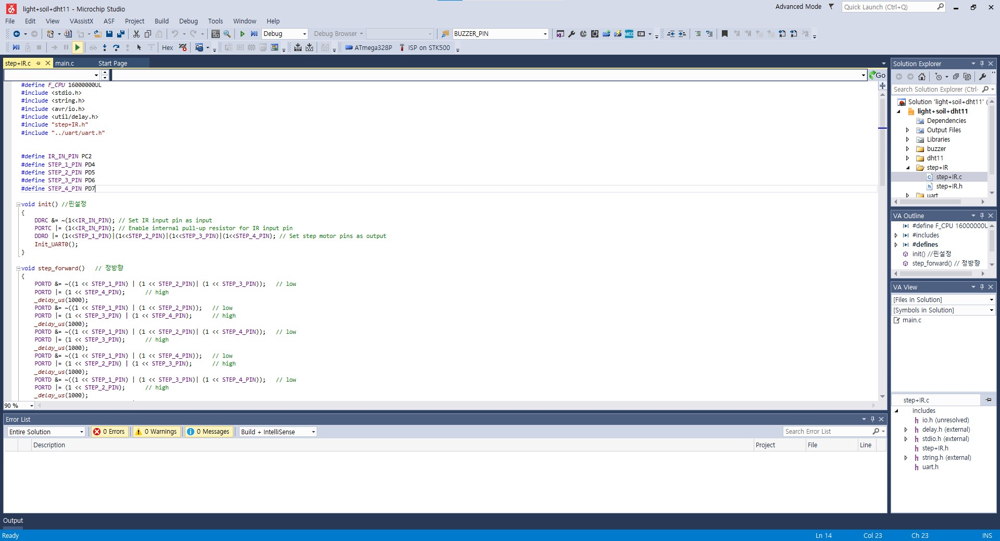 light+soil+dht11 - Microchip Studio
Advanced Mode
Quick Launch (Ctrl+Q)
File Edit View VAssistX ASF Project Build Debug Tools Window Help
Debug Debug Browser BUZZER_PIN
Hex ATmega328P ISP on STK500
step+IR.c main.c Start Page
Go
#define F_CPU 16000000UL
#include <stdio.h>
#include <string.h>
#include <avr/io.h>
#include <util/delay.h>
#include "step+IR.h"
#include "../uart/uart.h"
#define IR_IN_PIN PC2
#define STEP_1_PIN PD4
#define STEP_2_PIN PD5
#define STEP_3_PIN PD6
#define STEP_4_PIN PD7
void init() //핀설정
{
DDRC &= ~(1<<IR_IN_PIN); // Set IR input pin as input
PORTC |= (1<<IR_IN_PIN); // Enable internal pull-up resistor for IR input pin
DDRD |= (1<<STEP_1_PIN)|(1<<STEP_2_PIN)|(1<<STEP_3_PIN)|(1<<STEP_4_PIN); // Set step motor pins as output
Init_UART0();
}
void step_forward() // 정방향
{
PORTD &= ~((1 << STEP_1_PIN) | (1 << STEP_2_PIN)| (1 << STEP_3_PIN)); // low
PORTD |= (1 << STEP_4_PIN); // high
_delay_us(1000);
PORTD &= ~((1 << STEP_1_PIN) | (1 << STEP_2_PIN)); // low
PORTD |= (1 << STEP_3_PIN) | (1 << STEP_4_PIN); // high
_delay_us(1000);
PORTD &= ~((1 << STEP_1_PIN) | (1 << STEP_2_PIN)| (1 << STEP_4_PIN)); // low
PORTD |= (1 << STEP_3_PIN); // high
_delay_us(1000);
PORTD &= ~((1 << STEP_1_PIN) | (1 << STEP_4_PIN)); // low
PORTD |= (1 << STEP_2_PIN) | (1 << STEP_3_PIN); // high
_delay_us(1000);
PORTD &= ~((1 << STEP_1_PIN) | (1 << STEP_3_PIN)| (1 << STEP_4_PIN)); // low
PORTD |= (1 << STEP_2_PIN); // high
_delay_us(1000);
90 %
Solution Explorer
Search Solution Explorer (Ctrl-
Solution 'light+soil+dht11' (
light+soil+dht11
Dependencies
Output Files
Libraries
buzzer
dht11
step+IR
step+IR.c
step+IR.h
uart
VA Outline
#define F_CPU 16000000U
#includes
#defines
init() //핀설정
step_forward() // 정방향
VA View
[Files in Solution]
[Symbols in Solution]
main.c
step+IR.c
includes
io.h (unresolved)
delay.h (external)
stdio.h (external)
step+IR.h
string.h (external)
uart.h
Error List
Entire Solution 0 Errors 0 Warnings 0 Messages Build + IntelliSense Search Error List
Description Project File Line
Output
Ready Ln 14 Col 23 Ch 23 INS